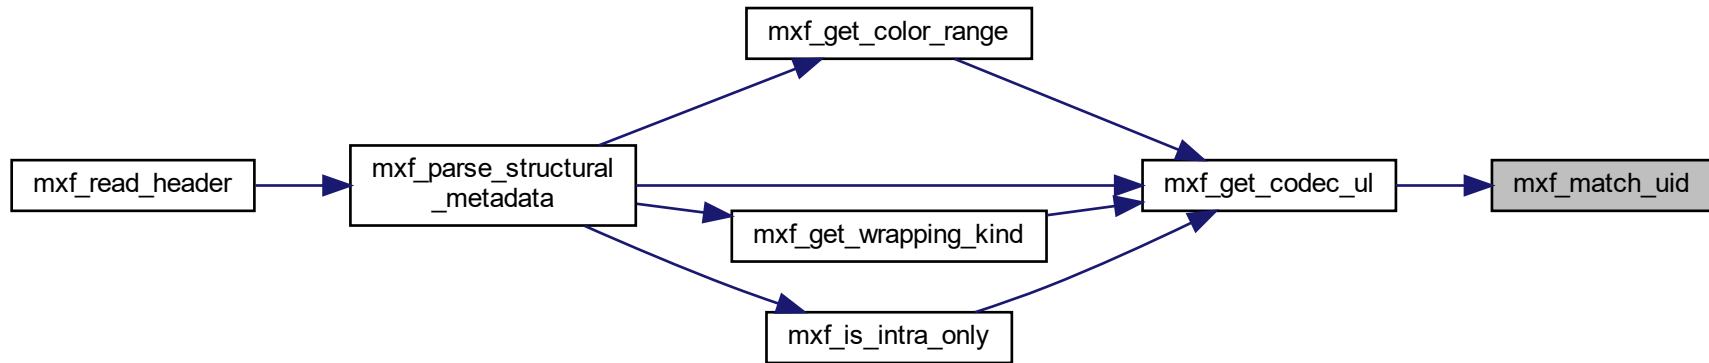 mxf_get_color_range
mxf_read_header
mxf_parse_structural
_metadata
mxf_get_codec_ul
mxf_match_uid
mxf_get_wrapping_kind
mxf_is_intra_only